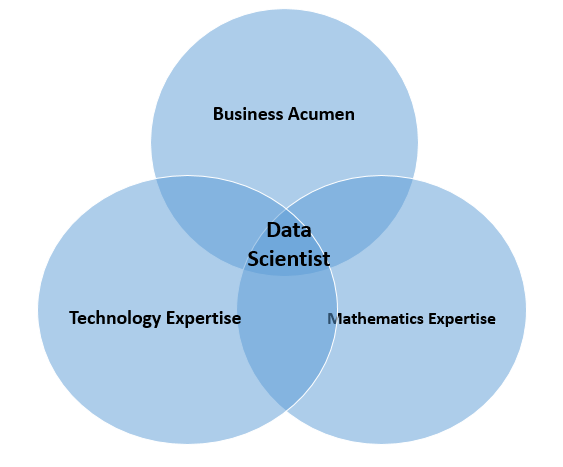 Business Acumen
Data
Scientist
Technology Expertise
Mathematics Expertise